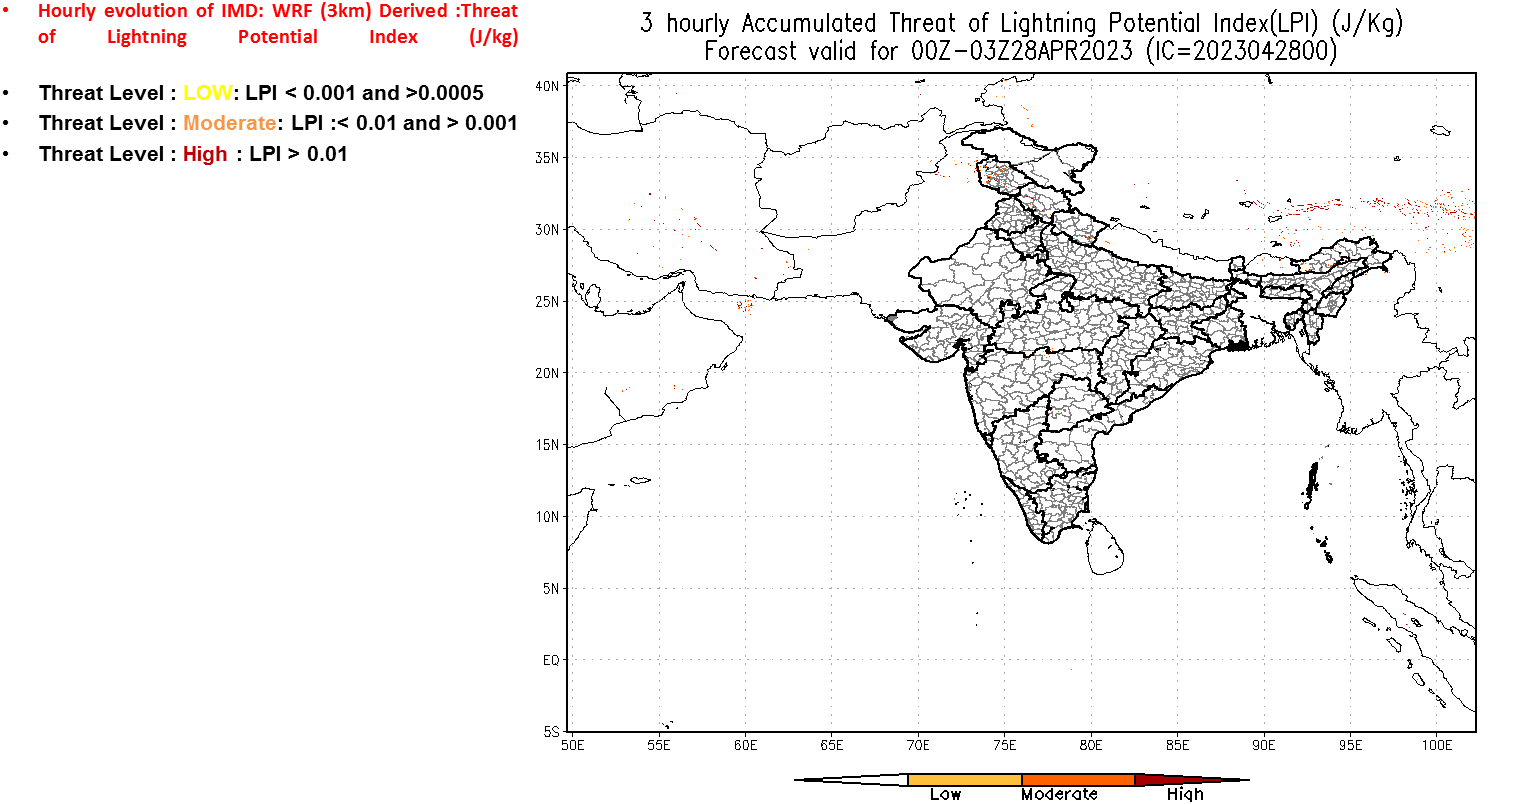 • Hourly evolution of IMD: WRF (3km) Derived :Threat
of Lightning Potential Index (J/kg)
• Threat Level : LOW: LPI < 0.001 and >0.0005
• Threat Level : Moderate: LPI :< 0.01 and > 0.001
• Threat Level : High : LPI > 0.01
3 hourly Accumulated Threat of Lightning Potential Index(LPI) (J/Kg)
Forecast valid for 00Z-03Z28APR2023 (IC=2023042800)
40N
35N
30N
25N
20N
15N
10N
5N
EQ
5S
50E 55E 60E 65E 70E 75E 80E 85E 90E 95E 100E
Low Moderate High